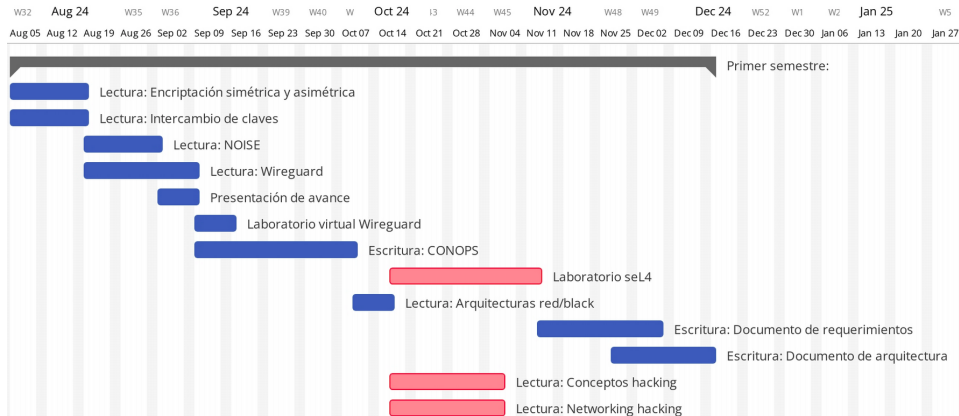 W32 Aug 24 W35 W36 Sep 24 W39 W40 W Oct 24 i3 W44 W45 Nov 24 W48 W49 Dec 24 W52 W1 W2 Jan 25 W5
Aug 05 Aug 12 Aug 19 Aug 26 Sep 02 Sep 09 Sep 16 Sep 23 Sep 30 Oct 07 Oct 14 Oct 21 Oct 28 Nov 04 Nov 11 Nov 18 Nov 25 Dec 02 Dec 09 Dec 16 Dec 23 Dec 30 Jan 06 Jan 13 Jan 20 Jan 27
Primer semestre:
Lectura: Encriptación simétrica y asimétrica
Lectura: Intercambio de claves
Lectura: NOISE
Lectura: Wireguard
Presentación de avance
Laboratorio virtual Wireguard
Escritura: CONOPS
Laboratorio seL4
Lectura: Arquitecturas red/black
Escritura: Documento de requerimientos
Escritura: Documento de arquitectura
Lectura: Conceptos hacking
Lectura: Networking hacking